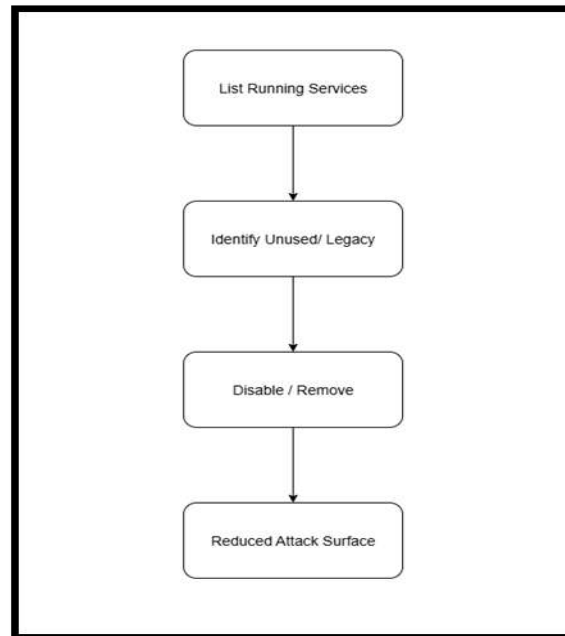 List Running Services
Identify Unused/ Legacy
Disable / Remove
Reduced Attack Surface